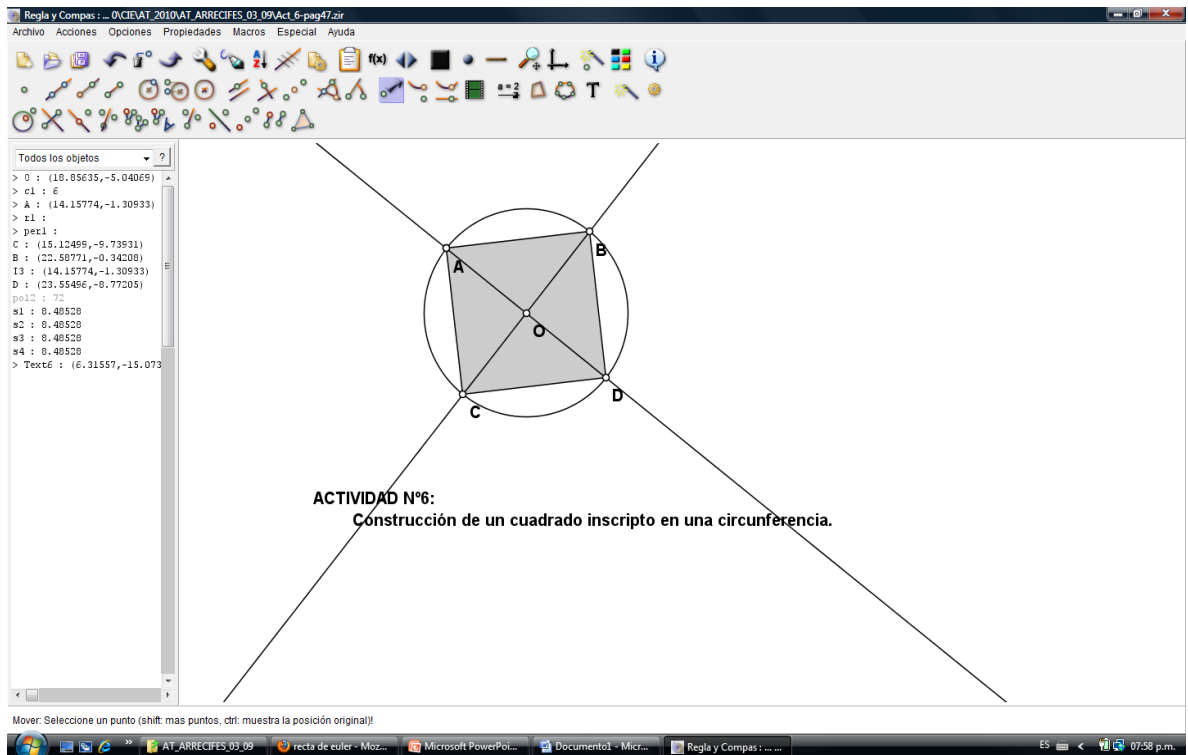 Regla y Compas : ... 0\CIE\AT_2010\AT_ARRECIFES_03_09\Act_6-pag47.zir
Archivo Acciones Opciones Propiedades Macros Especial Ayuda
f(x)
a = 2
T
Todos los objetos ?
> O : (18.85635,-5.04069)
> c1 : 6
> A : (14.15774,-1.30933)
> r1 :
> per1 :
C : (15.12499,-9.73931)
B : (22.58771,-0.34208)
I3 : (14.15774,-1.30933)
D : (23.55496,-8.77205)
pol2 : 72
s1 : 8.48528
s2 : 8.48528
s3 : 8.48528
s4 : 8.48528
> Text6 : (6.31557,-15.073
A
B
O
D
C
ACTIVIDAD Nº6:
Construcción de un cuadrado inscripto en una circunferencia.
Mover: Seleccione un punto (shift: mas puntos, ctrl: muestra la posición original)!
AT_ARRECIFES_03_09 recta de euler - Moz... Microsoft PowerPoi... Documento1 - Micr... Regla y Compas : ... ... ES 07:58 p.m.